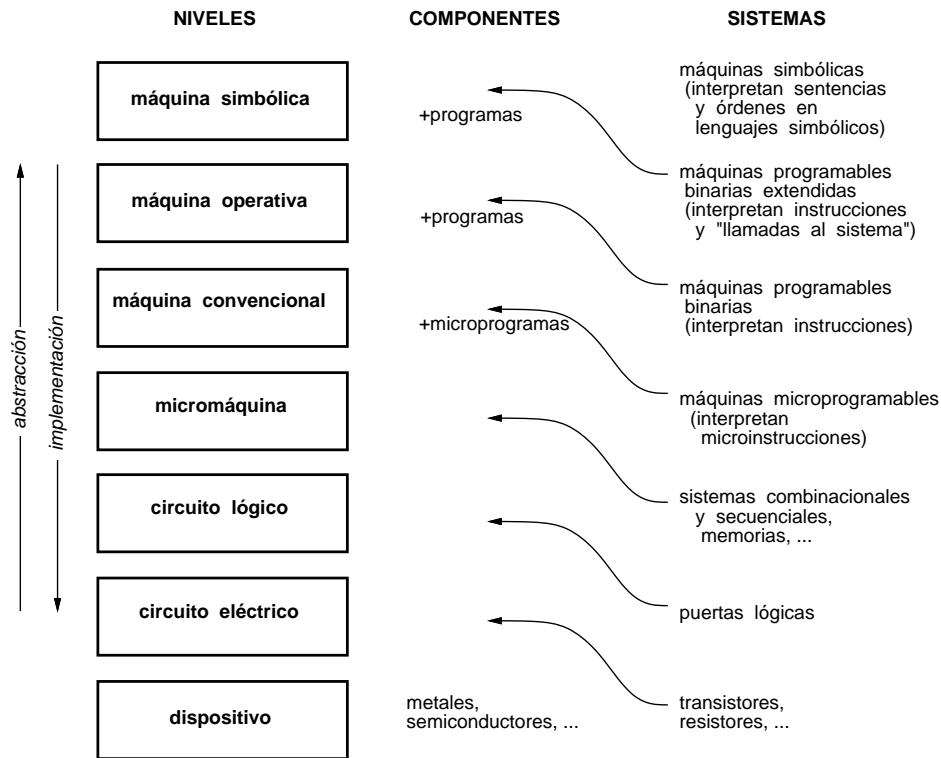 NIVELES COMPONENTES SISTEMAS
máquina simbólica
+programas
máquinas simbólicas
(interpretan sentencias
y órdenes en
lenguajes simbólicos)
máquina operativa
+programas
máquinas programables
binarias extendidas
(interpretan instrucciones
y "llamadas al sistema")
máquina convencional
+microprogramas
máquinas programables
binarias
(interpretan instrucciones)
abstracción
implementación
micromáquina
máquinas microprogramables
(interpretan
microinstrucciones)
circuito lógico
sistemas combinacionales
y secuenciales,
memorias, ...
circuito eléctrico
puertas lógicas
dispositivo
metales,
semiconductores, ...
transistores,
resistores, ...